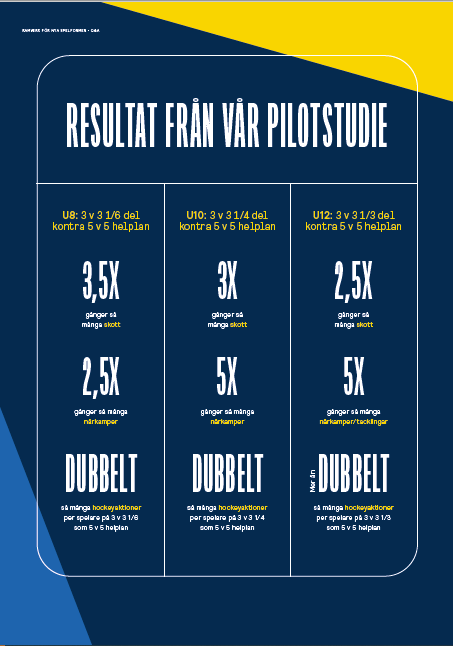 RAMVERK FÖR NYA SPELFORMER • Q&A
RESULTAT FRÅN VÅR PILOTSTUDIE
U8: 3 v 3 1/6 del
kontra 5 v 5 helplan
3,5X
gånger så
många skott
2,5X
gånger så många
närkamper
DUBBELT
så många hockeyaktioner
per spelare på 3 v 3 1/6
som 5 v 5 helplan
U10: 3 v 3 1/4 del
kontra 5 v 5 helplan
3X
gånger så
många skott
5X
gånger så många
närkamper
DUBBELT
så många hockeyaktioner
per spelare på 3 v 3 1/4
som 5 v 5 helplan
U12: 3 v 3 1/3 del
kontra 5 v 5 helplan
2,5X
gånger så
många skott
5X
gånger så många
närkamper/tacklingar
Mer än
DUBBELT
så många hockeyaktioner
per spelare på 3 v 3 1/3
som 5 v 5 helplan